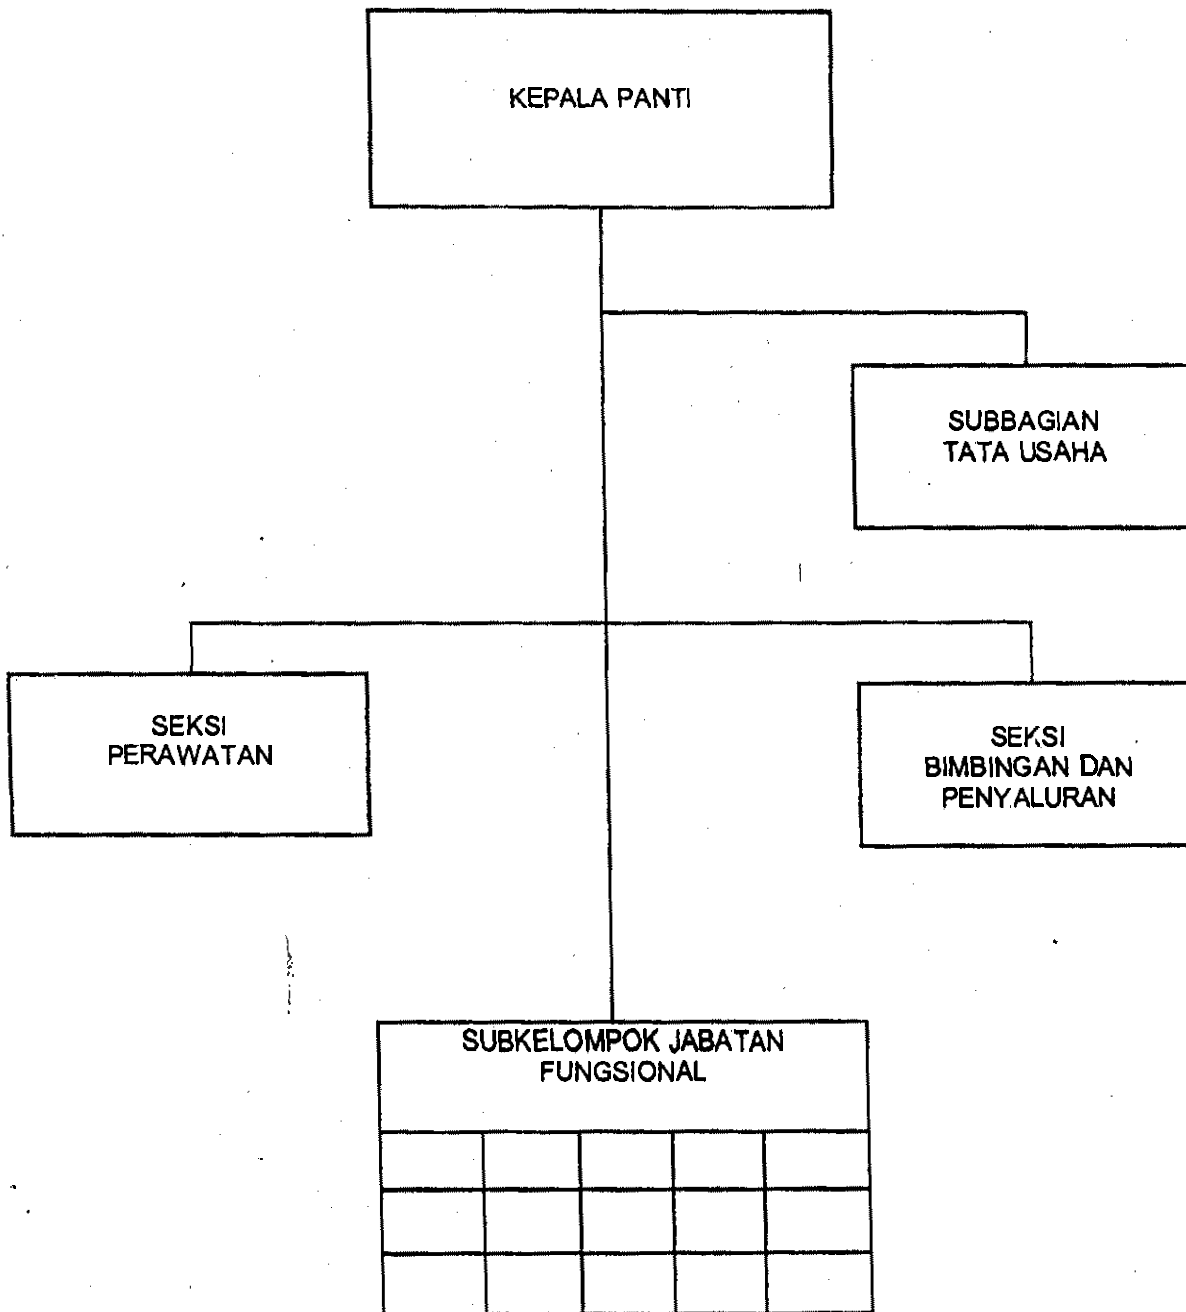 KEPALA PANTI
SUBBAGIAN
TATA USAHA
SEKSI
PERAWATAN
SEKSI
BIMBINGAN DAN
PENYALURAN
SUBKELOMPOK JABATAN
FUNGSIONAL